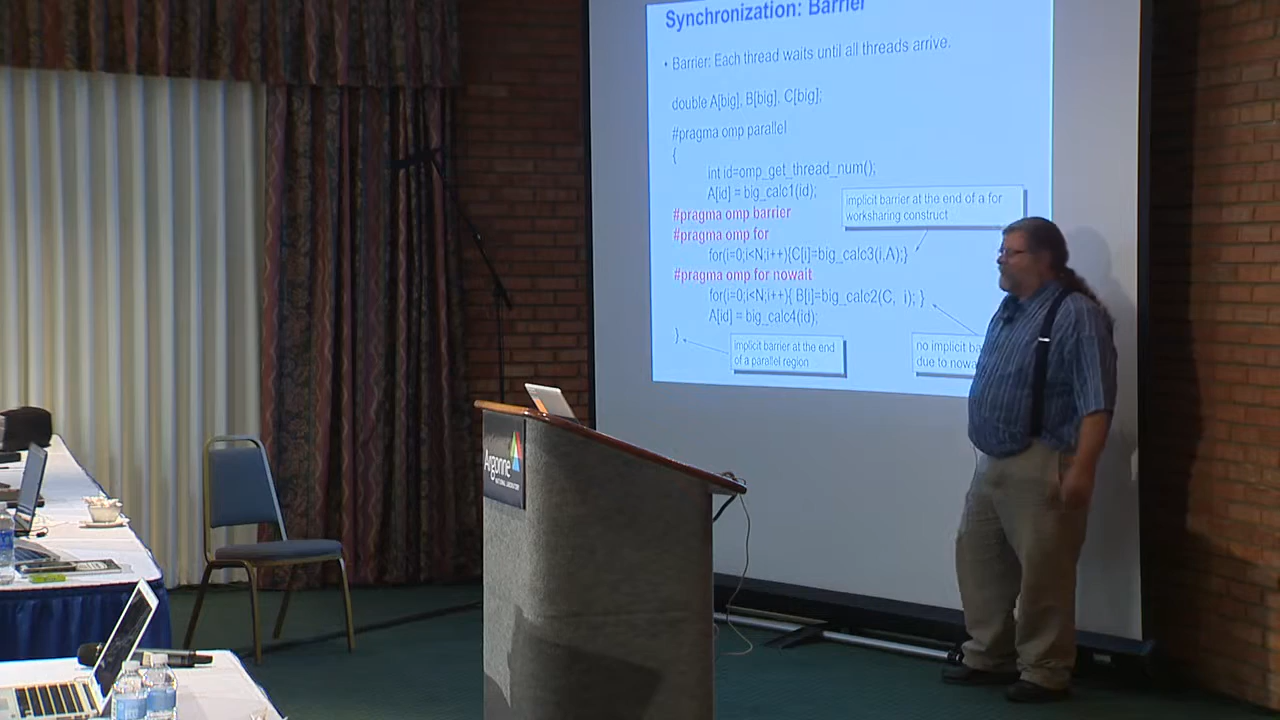 Synchronization: Barrier
• Barrier: Each thread waits until all threads arrive.
double A[big], B[big], C[big];
#pragma omp parallel
{
int id=omp_get_thread_num();
A[id] = big_calc1(id);
#pragma omp barrier
#pragma omp for
for(i=0;i<N;i++){C[i]=big_calc3(i,A);}
#pragma omp for nowait
for(i=0;i<N;i++){ B[i]=big_calc2(C, i); }
A[id] = big_calc4(id);
}
implicit barrier at the end of a for
worksharing construct
implicit barrier at the end
of a parallel region
no implicit ba
due to nowa
Argonne
NATIONAL LABORATORY